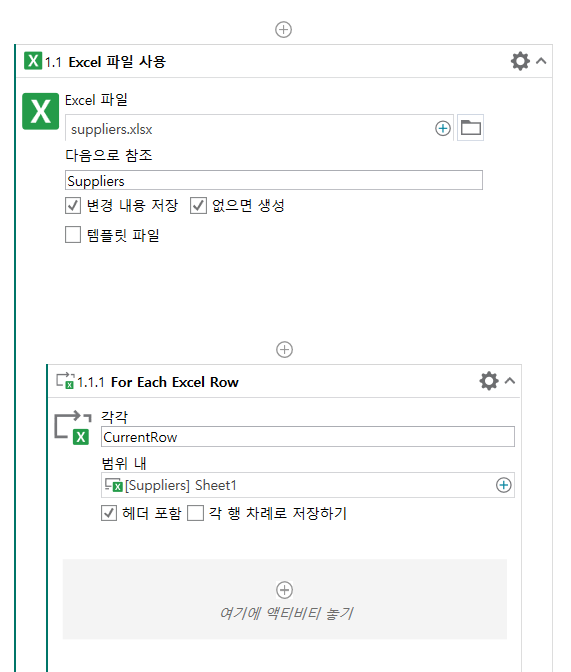 1.1 Excel 파일 사용
Excel 파일
suppliers.xlsx
다음으로 참조
Suppliers
변경 내용 저장 없으면 생성
템플릿 파일
1.1.1 For Each Excel Row
각각
CurrentRow
범위 내
[Suppliers] Sheet1
헤더 포함 각 행 차례로 저장하기
여기에 액티비티 놓기